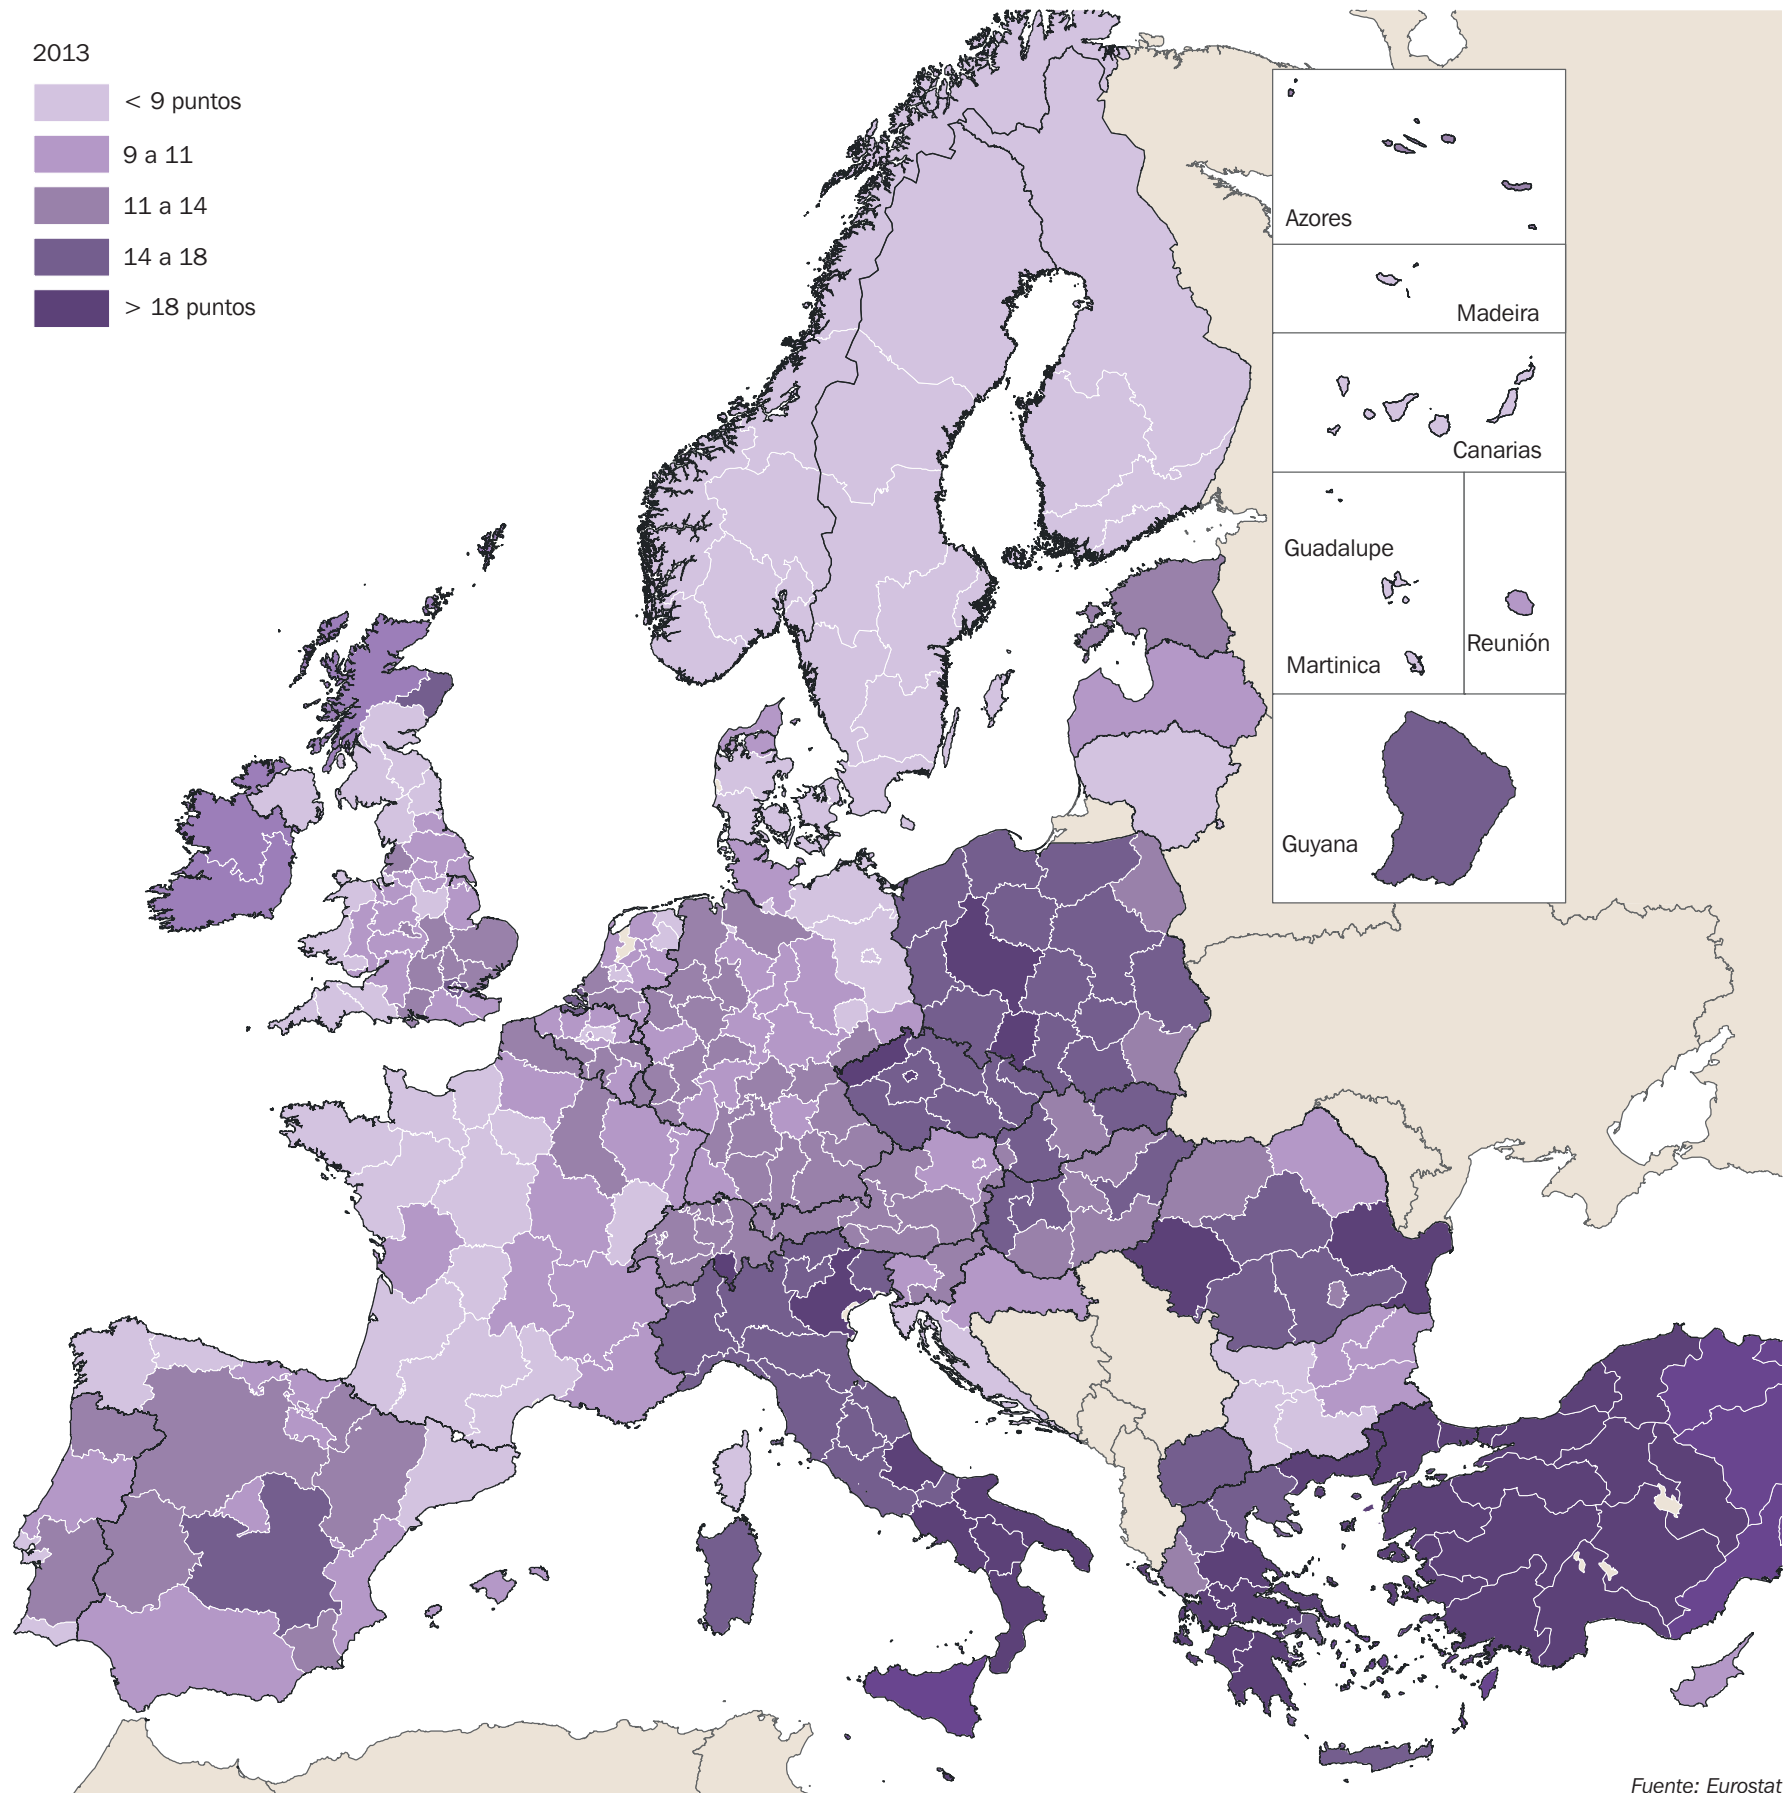 2013
< 9 puntos
9 a 11
11 a 14
14 a 18
> 18 puntos
Azores
Madeira
Canarias
Guadalupe
Reunión
Martinica
Guyana
Fuente: Eurostat